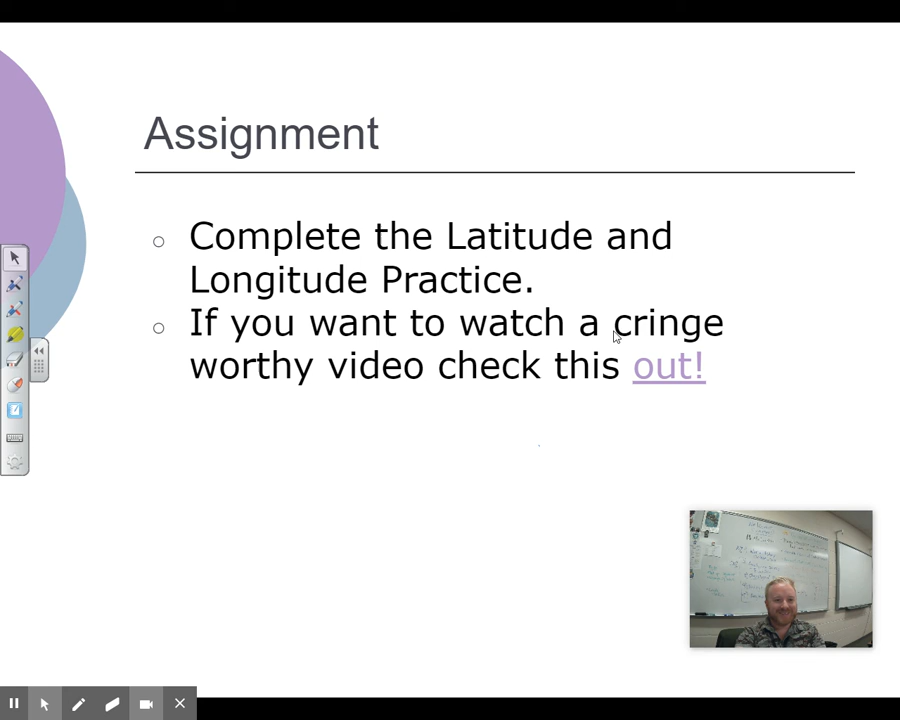 Assignment
Complete the Latitude and
Longitude Practice.
If you want to watch a cringe
worthy video check this out!